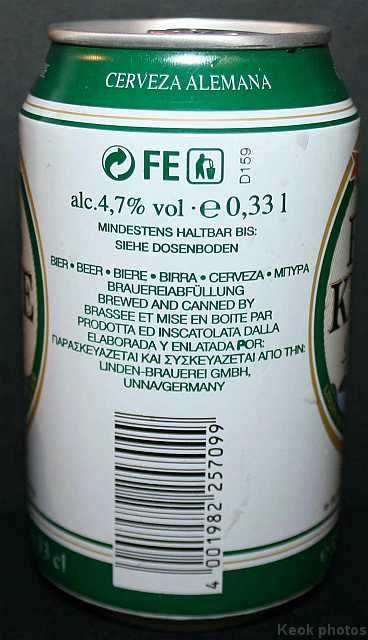 CERVEZA ALEMANA
FE
D159
alc.4,7% vol · ℮ 0,33 l
MINDESTENS HALTBAR BIS:
SIEHE DOSENBODEN
BIER • BEER • BIERE • BIRRA • CERVEZA • ΜΠΥΡΑ
BRAUEREIABFÜLLUNG
BREWED AND CANNED BY
BRASSEE ET MISE EN BOITE PAR
PRODOTTA ED INSCATOLATA DALLA
ELABORADA Y ENLATADA POR:
ΠΑΡΑΣΚΕΥΑΖΕΤΑΙ ΚΑΙ ΣΥΣΚΕΥΑΖΕΤΑΙ ΑΠΟ ΤΗΝ:
LINDEN-BRAUEREI GMBH,
UNNA/GERMANY
4 001982 257099
Keok photos